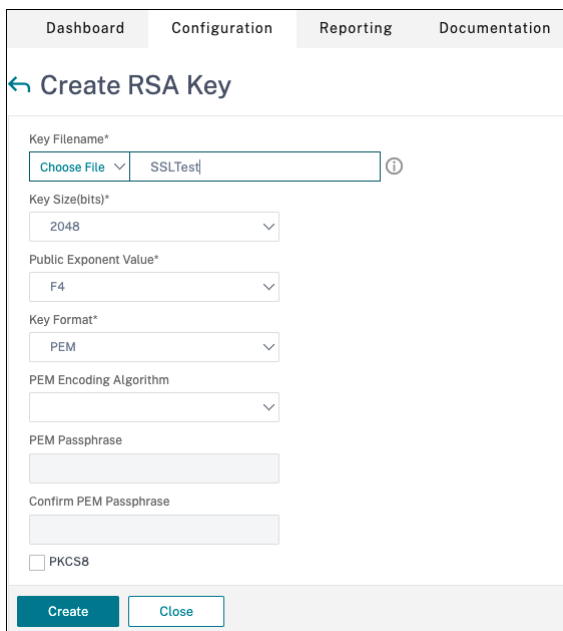 Dashboard Configuration Reporting Documentation
Create RSA Key
Key Filename*
Choose File SSLTest
Key Size(bits)*
2048
Public Exponent Value*
F4
Key Format*
PEM
PEM Encoding Algorithm
PEM Passphrase
Confirm PEM Passphrase
PKCS8
Create Close